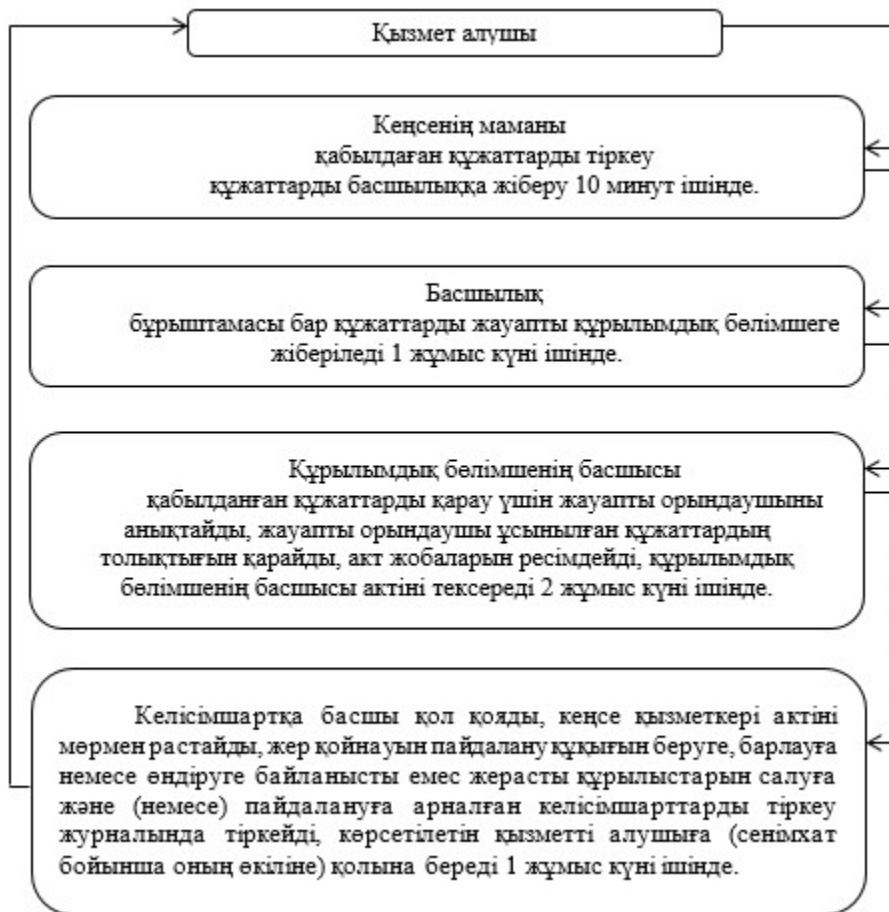 Қызмет алушы
Кеңсенің маманы
қабылдаған құжаттарды тіркеу
құжаттарды басшылыққа жіберу 10 минут ішінде.
Басшылық
бұрыштамасы бар құжаттарды жауапты құрылымдық бөлімшеге
жіберіледі 1 жұмыс күні ішінде.
Құрылымдық бөлімшенің басшысы
қабылданған құжаттарды қарау үшін жауапты орындаушыны
анықтайды, жауапты орындаушы ұсынылған құжаттардың
толықтығын қарайды, акт жобаларын ресімдейді, құрылымдық
бөлімшенің басшысы актіні тексереді 2 жұмыс күні ішінде.
Келісімшартқа басшы қол қояды, кеңсе қызметкері актіні
мөрмен растайды, жер қойнауын пайдалану құқығын беруге, барлауға
немесе өндіруге байланысты емес жерасты құрылыстарын салуға
және (немесе) пайдалануға арналған келісімшарттарды тіркеу
журналында тіркейді, көрсетілетін қызметті алушыға (сенімхат
бойынша оның өкіліне) қолына береді 1 жұмыс күні ішінде.